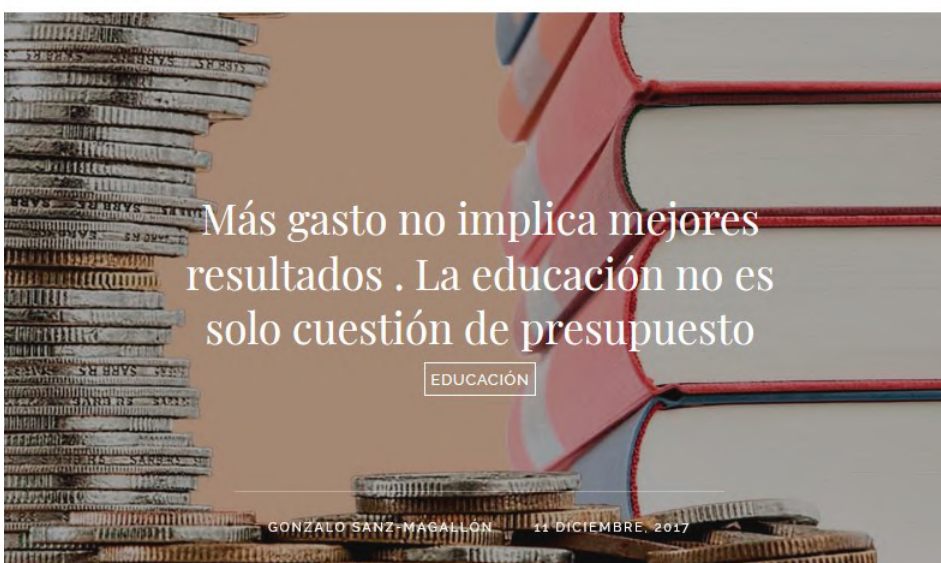 Más gasto no implica mejores
resultados . La educación no es
solo cuestión de presupuesto
EDUCACIÓN
GONZALO SANZ-MAGALLÓN 11 DICIEMBRE, 2017